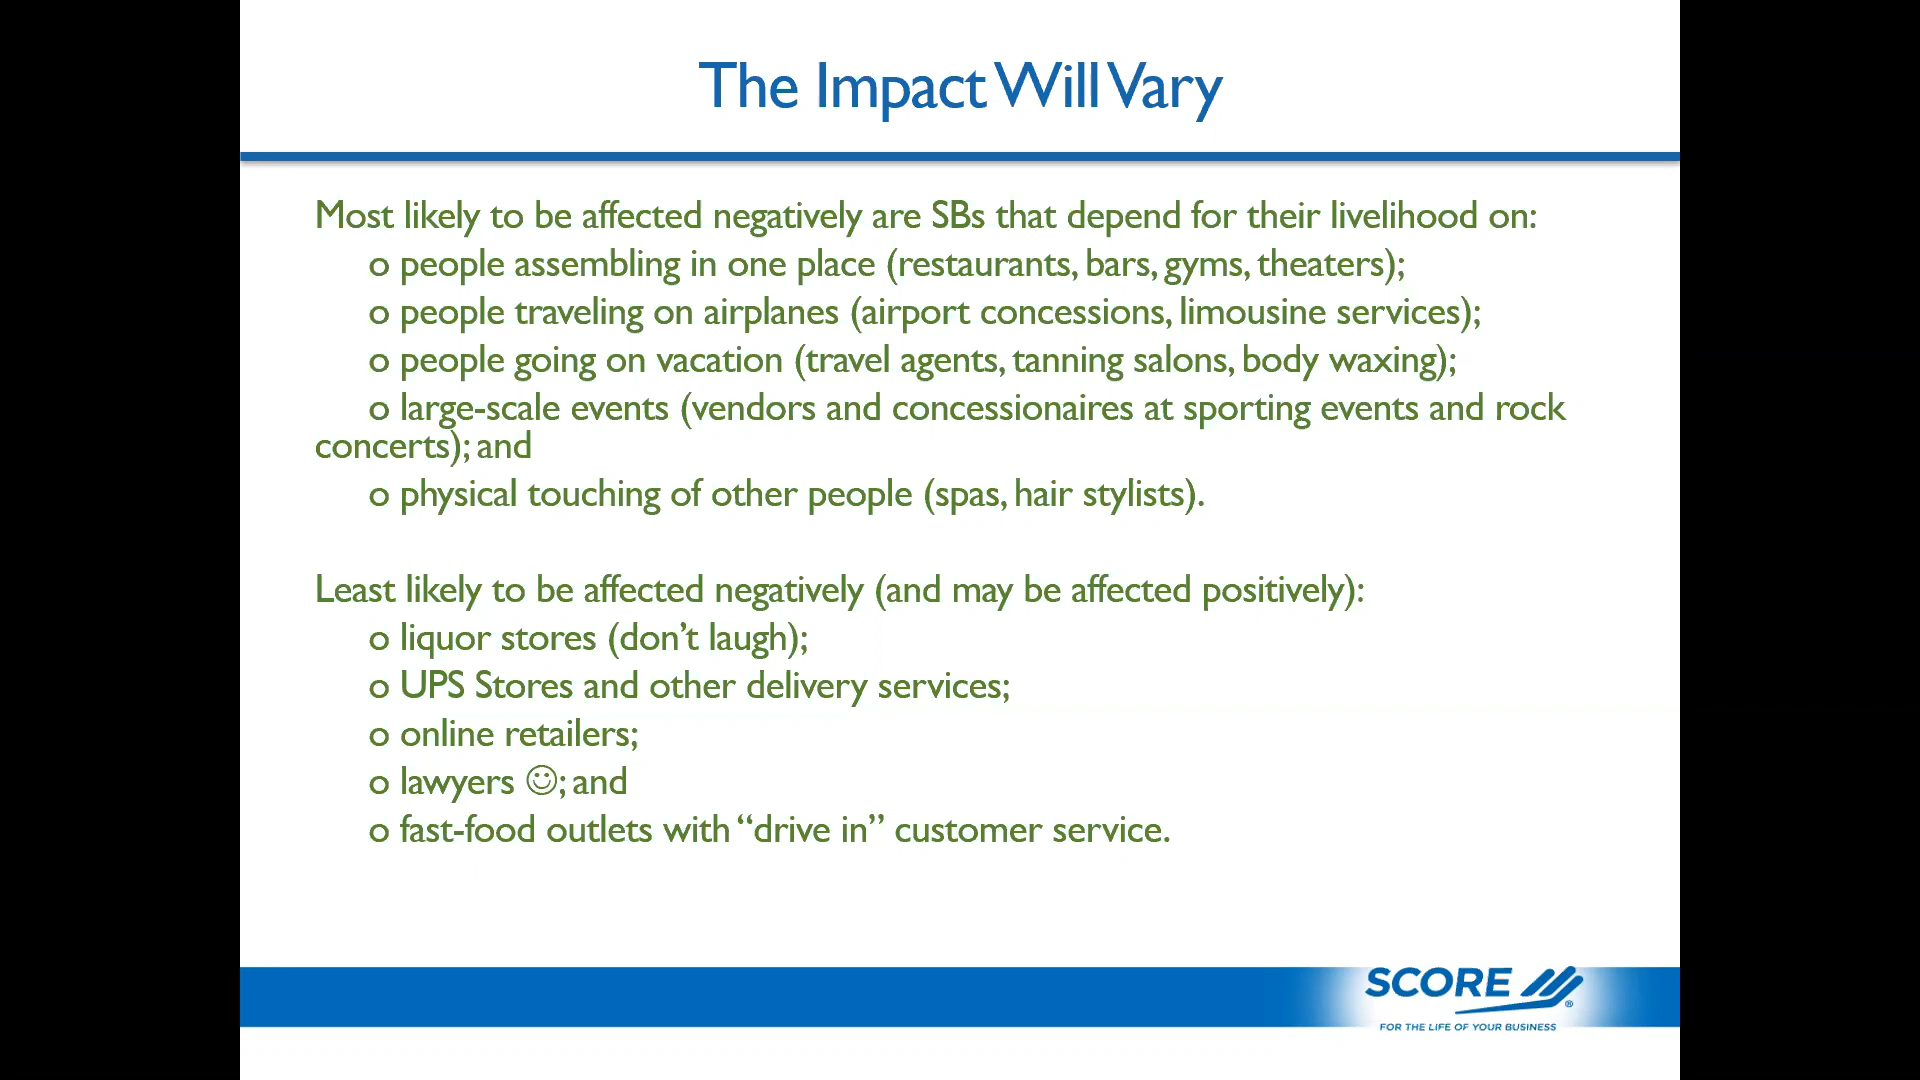 The Impact Will Vary
Most likely to be affected negatively are SBs that depend for their livelihood on:
o people assembling in one place (restaurants, bars, gyms, theaters);
o people traveling on airplanes (airport concessions, limousine services);
o people going on vacation (travel agents, tanning salons, body waxing);
o large-scale events (vendors and concessionaires at sporting events and rock
concerts); and
o physical touching of other people (spas, hair stylists).
Least likely to be affected negatively (and may be affected positively):
o liquor stores (don’t laugh);
o UPS Stores and other delivery services;
o online retailers;
o lawyers ☺; and
o fast-food outlets with “drive in” customer service.
SCORE ®
FOR THE LIFE OF YOUR BUSINESS